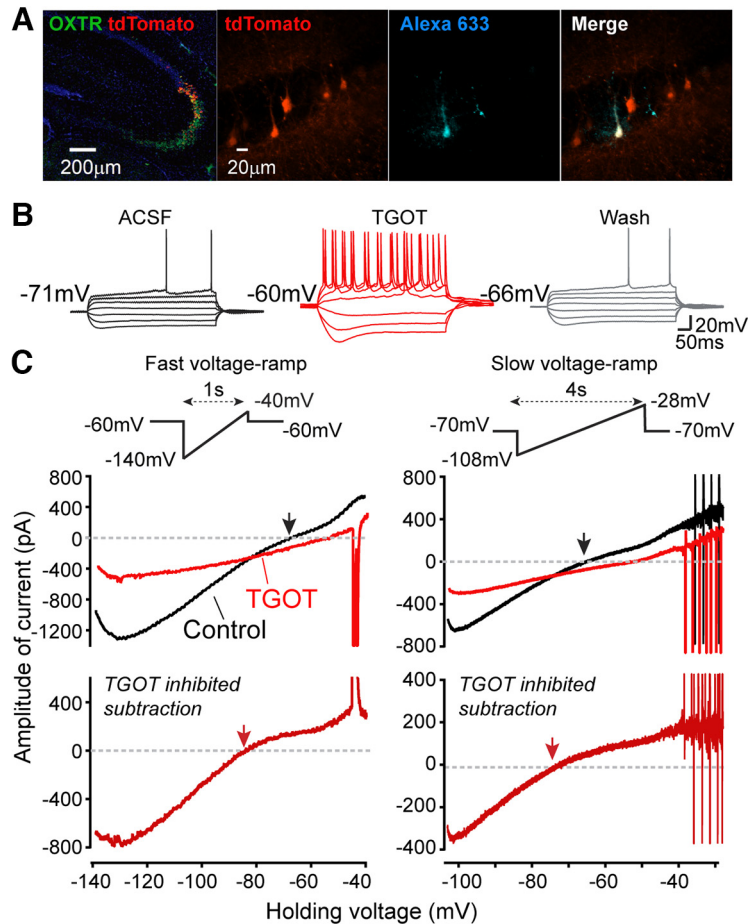 A
OXTR tdTomato
200μm
tdTomato
20μm
Alexa 633
Merge
B
ACSF
TGOT
Wash
-71mV
-60mV
-66mV
20mV
50ms
C
Fast voltage-ramp
1s
-40mV
-60mV
-60mV
-140mV
Slow voltage-ramp
4s
-28mV
-70mV
-70mV
-108mV
Amplitude of current (pA)
800
400
0
-400
-800
-1200
TGOT
Control
800
400
0
-400
-800
TGOT inhibited
subtraction
400
0
-400
-800
-140
-120
-100
-80
-60
-40
TGOT inhibited
subtraction
400
200
0
-200
-400
-100
-80
-60
-40
Holding voltage (mV)